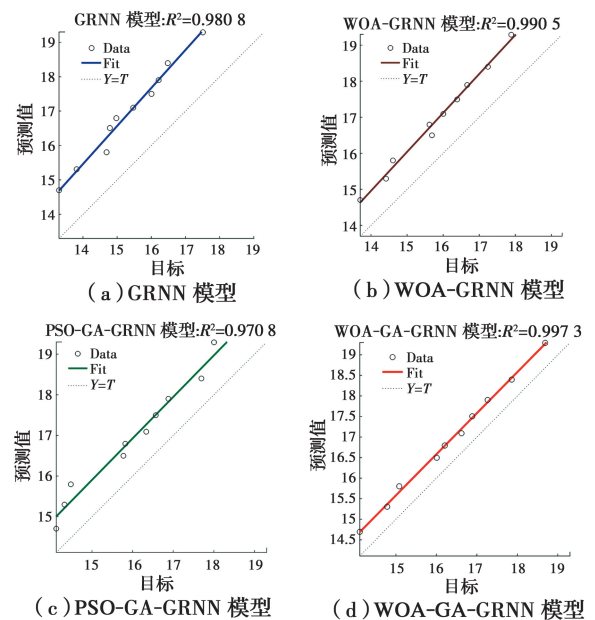 GRNN 模型:R²=0.980 8
19
18
17
16
15
14
预测值
Data
Fit
Y=T
14 15 16 17 18 19
目标
(a)GRNN 模型
WOA-GRNN 模型:R²=0.990 5
19
18
17
16
15
14
预测值
Data
Fit
Y=T
14 15 16 17 18 19
目标
(b)WOA-GRNN 模型
PSO-GA-GRNN 模型:R²=0.970 8
19
18
17
16
15
预测值
Data
Fit
Y=T
15 16 17 18 19
目标
(c)PSO-GA-GRNN 模型
WOA-GA-GRNN 模型:R²=0.997 3
19
18.5
18
17.5
17
16.5
16
15.5
15
14.5
预测值
Data
Fit
Y=T
15 16 17 18 19
目标
(d)WOA-GA-GRNN 模型